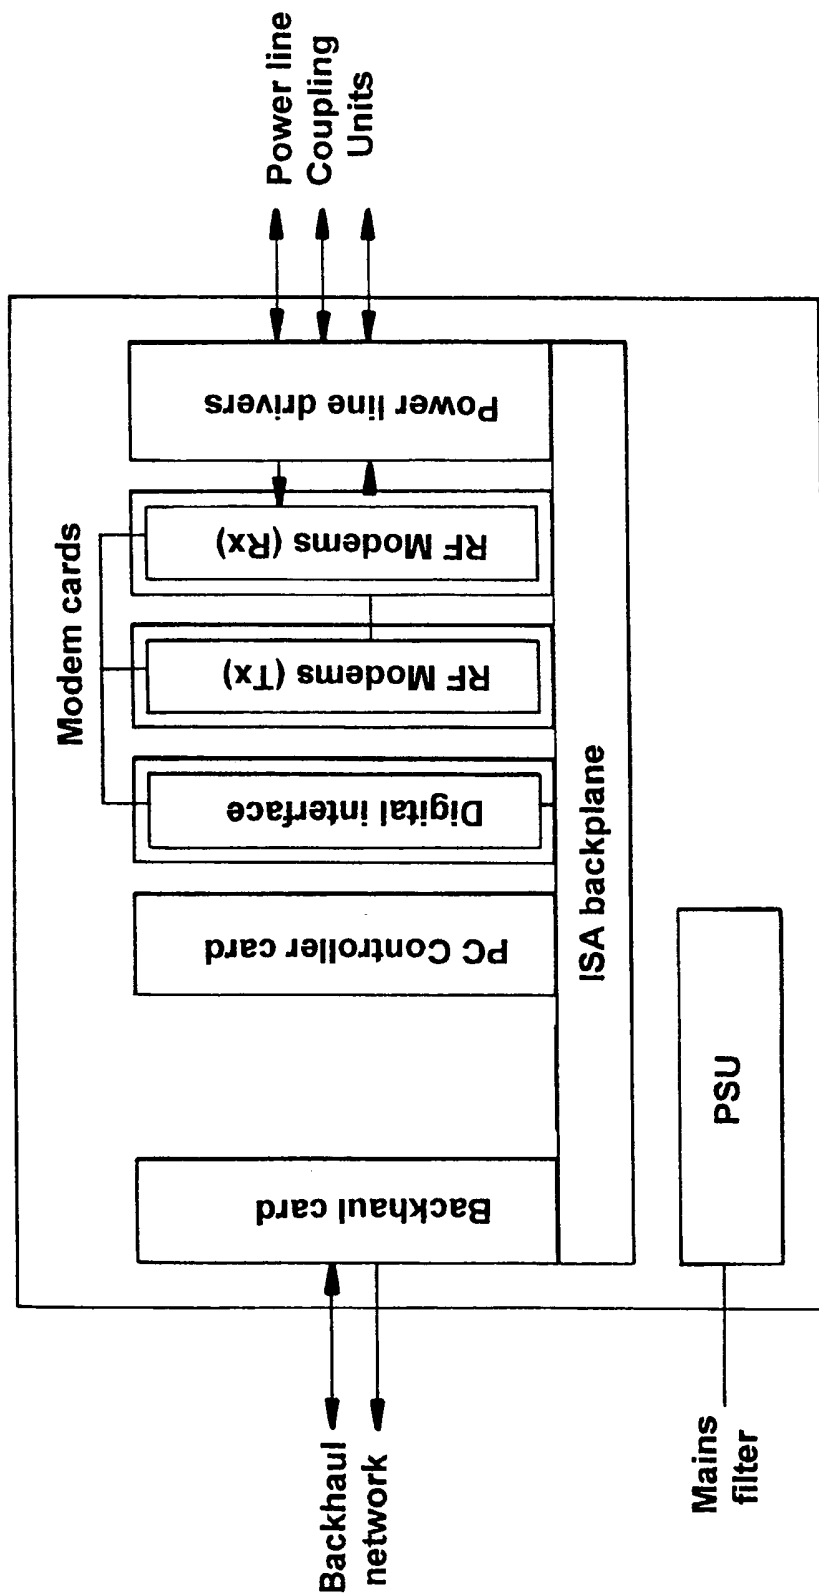 Modem cards
Backhaul card
PC Controller card
Digital interface
RF Modems (Tx)
RF Modems (Rx)
Power line drivers
Power line
Coupling
Units
Backhaul
network
ISA backplane
PSU
Mains
filter